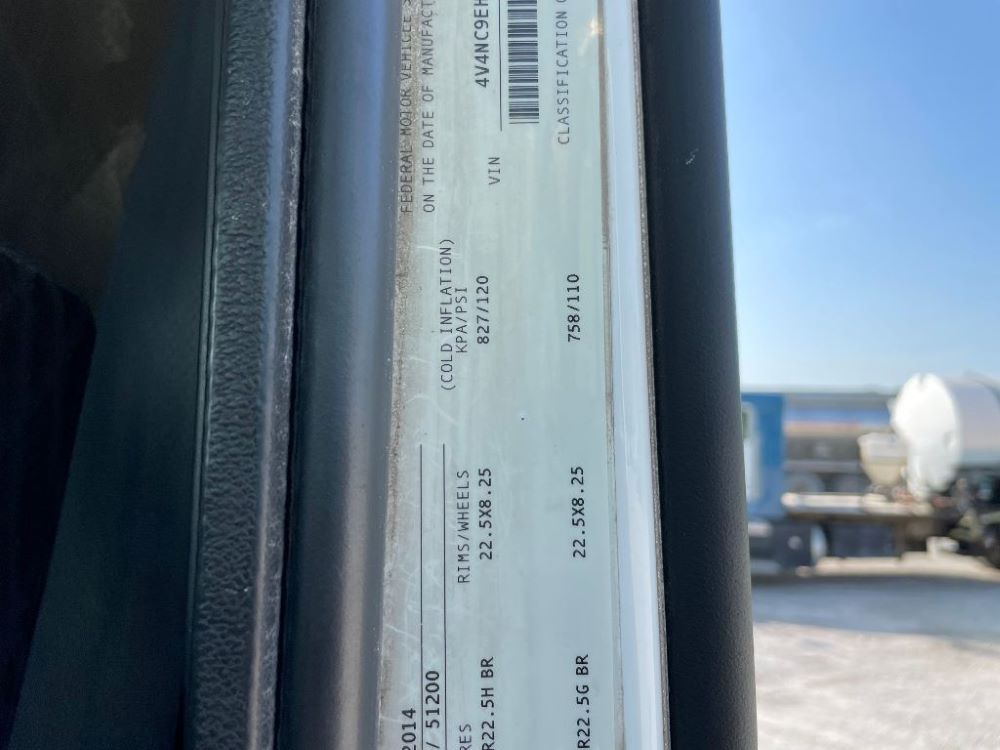 2014 FEDERAL MOTOR VEHICLE
/ 51200 ON THE DATE OF MANUFACT
(COLD INFLATION)
RES RIMS/WHEELS KPA/PSI
R22.5H BR 22.5X8.25 827/120 VIN 4V4NC9EH
CLASSIFICATION
R22.5G BR 22.5X8.25 758/110